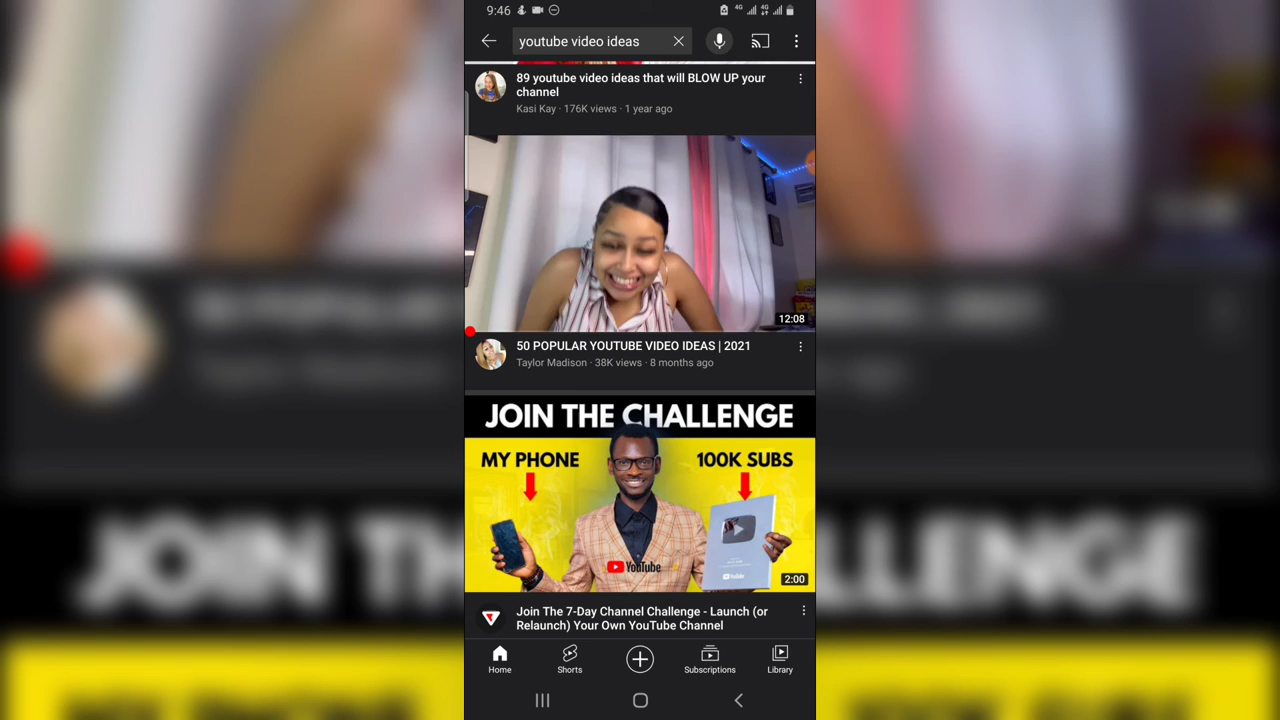 9:46
4G 4G
youtube video ideas
89 youtube video ideas that will BLOW UP your
channel
Kasi Kay · 176K views · 1 year ago
12:08
50 POPULAR YOUTUBE VIDEO IDEAS | 2021
Taylor Madison · 38K views · 8 months ago
JOIN THE CHALLENGE
MY PHONE
100K SUBS
YouTube
YouTube
2:00
Join The 7-Day Channel Challenge - Launch (or
Relaunch) Your Own YouTube Channel
Home
Shorts
Subscriptions
Library